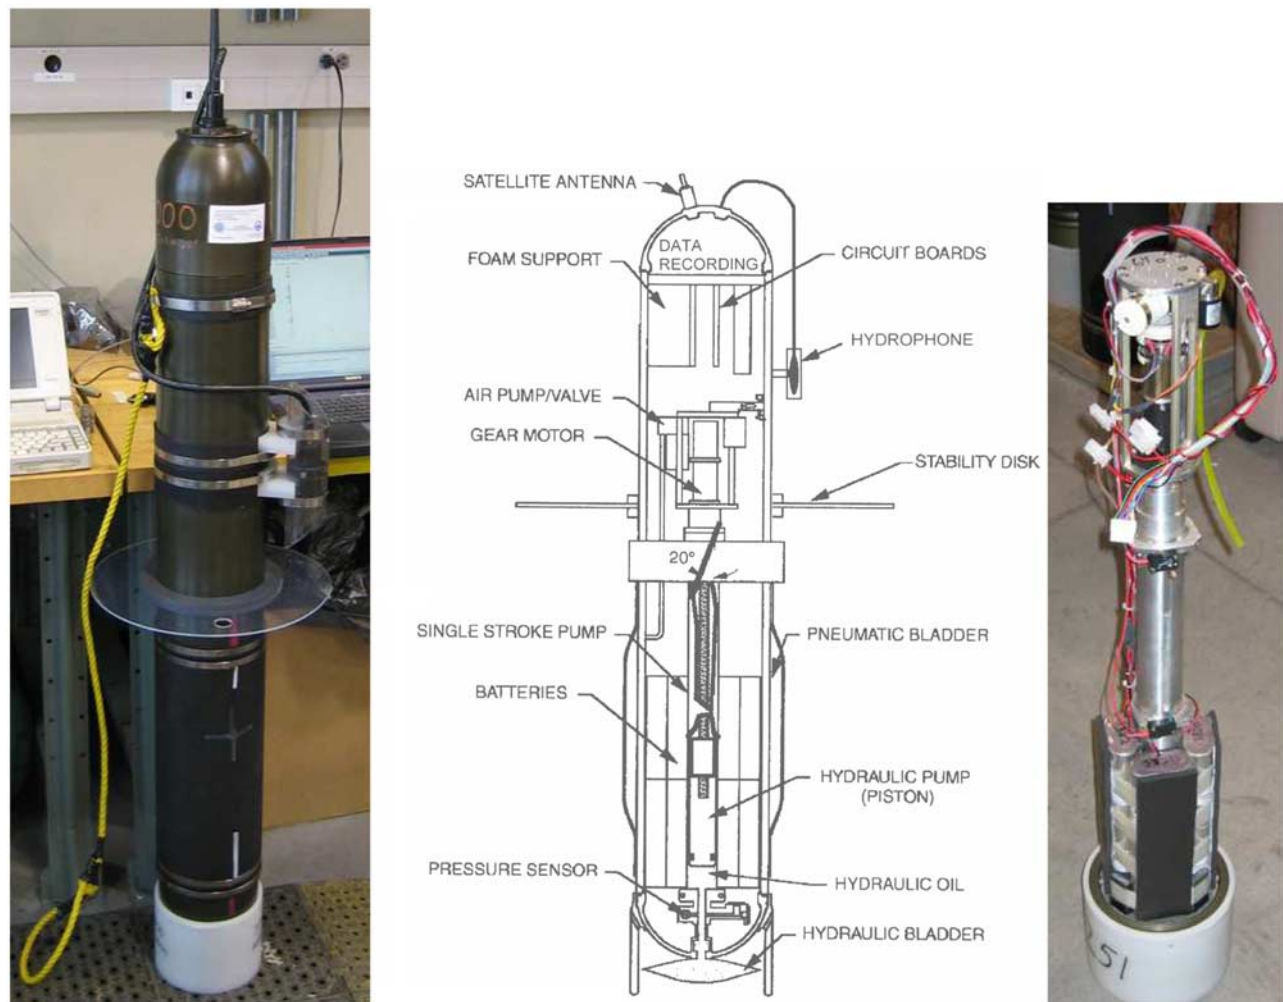 300
SATELLITE ANTENNA
DATA
RECORDING
FOAM SUPPORT
CIRCUIT BOARDS
HYDROPHONE
AIR PUMP/VALVE
GEAR MOTOR
STABILITY DISK
20°
SINGLE STROKE PUMP
PNEUMATIC BLADDER
BATTERIES
HYDRAULIC PUMP
(PISTON)
PRESSURE SENSOR
HYDRAULIC OIL
HYDRAULIC BLADDER
251